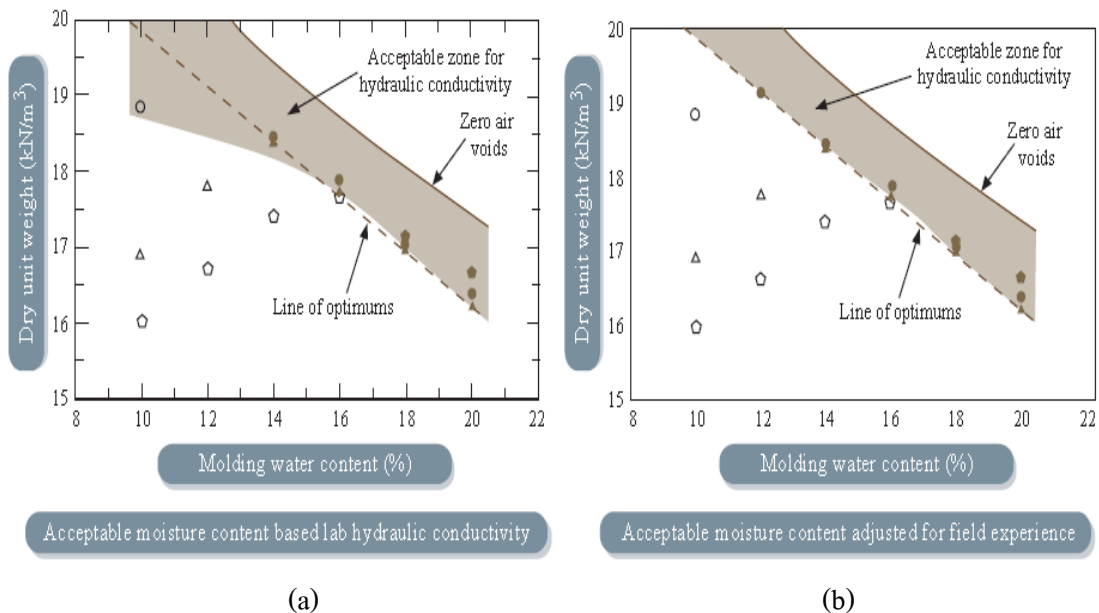 20
19
18
17
16
15
8
10
12
14
16
18
20
22
Dry unit weight (kN/m³)
Acceptable zone for
hydraulic conductivity
Zero air
voids
Line of optimums
Molding water content (%)
Acceptable moisture content based lab hydraulic conductivity
(a)
20
19
18
17
16
15
8
10
12
14
16
18
20
22
Dry unit weight (kN/m³)
Acceptable zone for
hydraulic conductivity
Zero air
voids
Line of optimums
Molding water content (%)
Acceptable moisture content adjusted for field experience
(b)